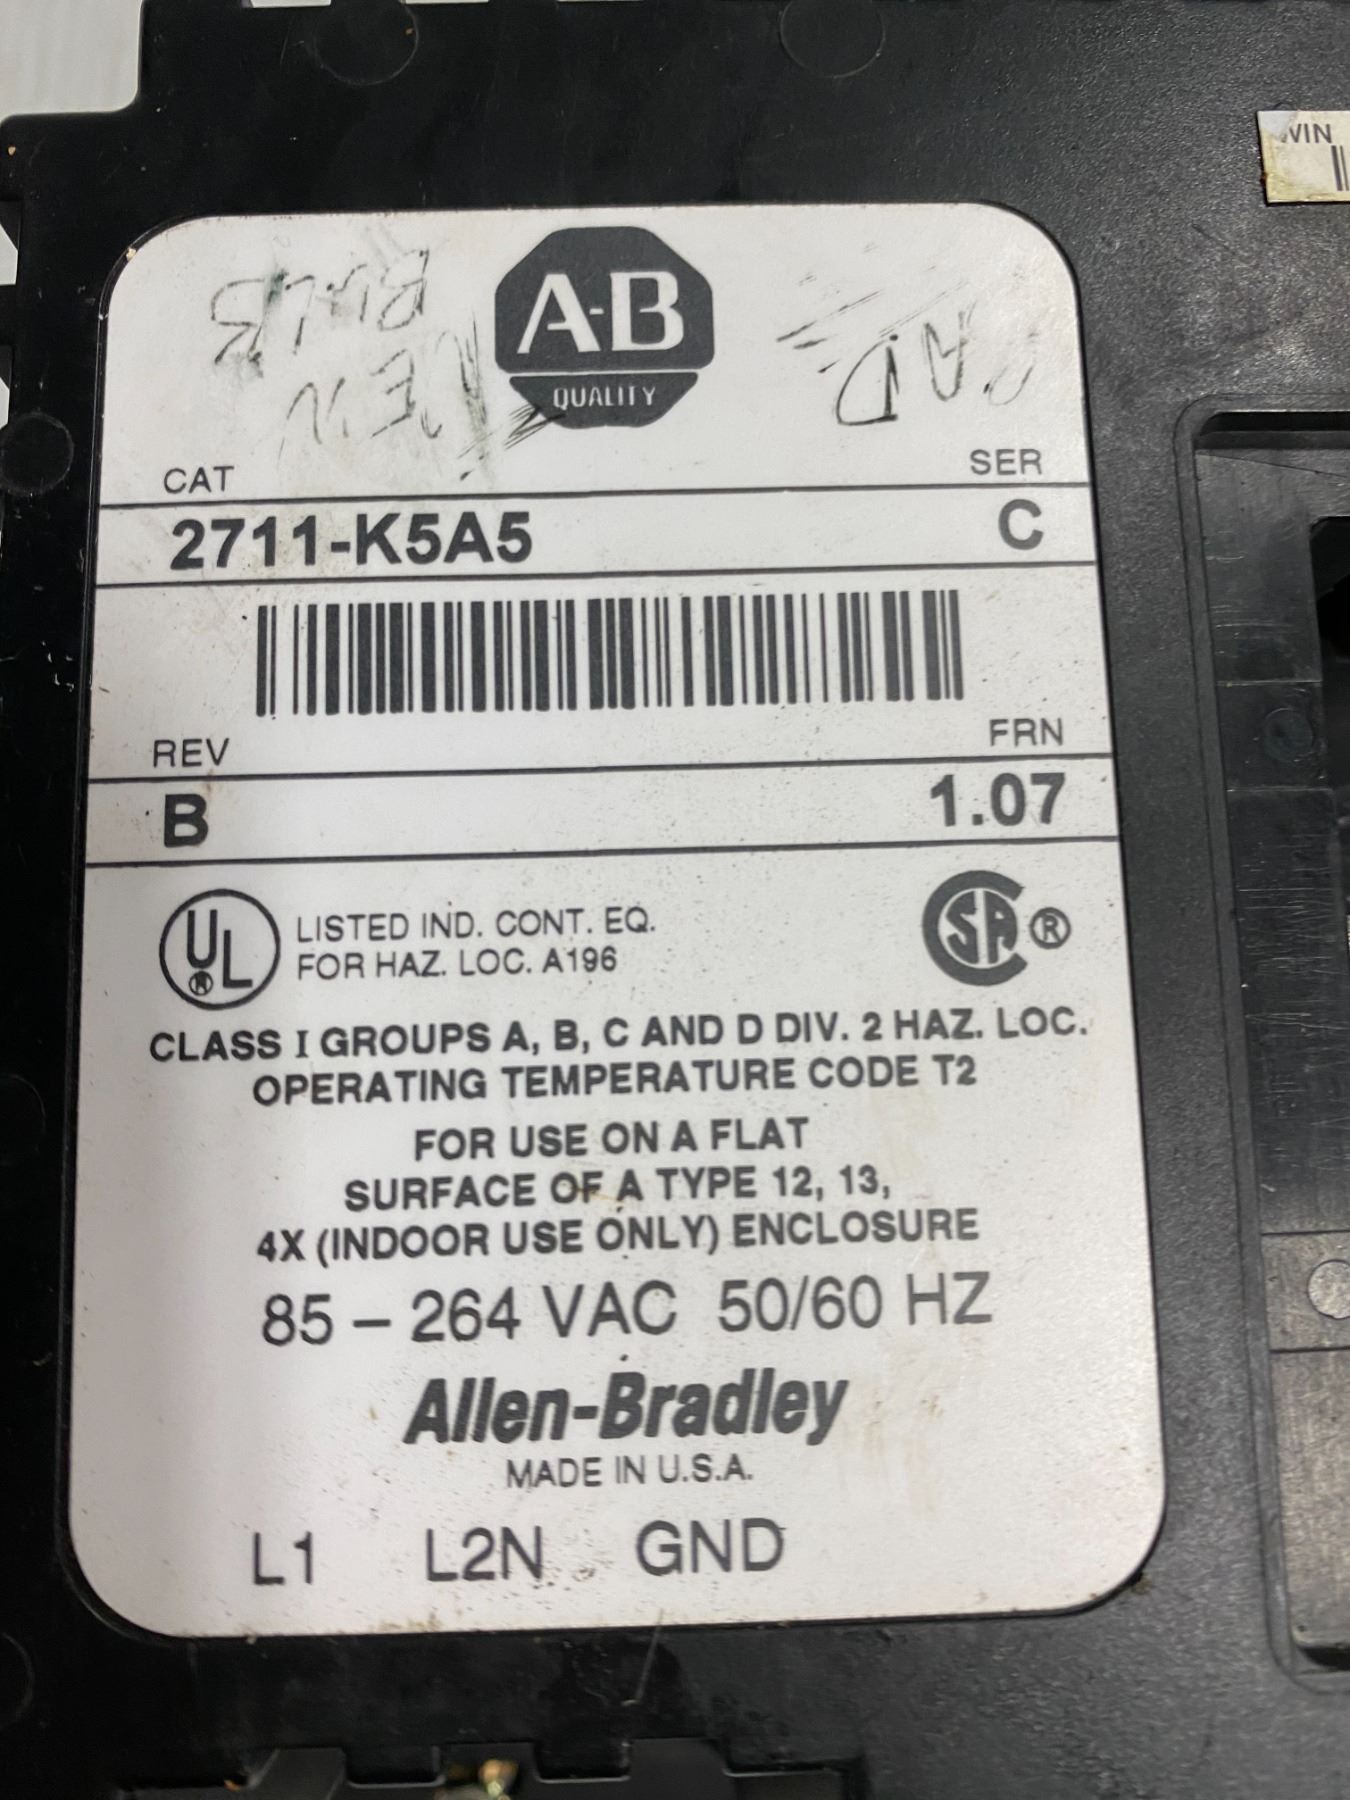 WIN
A-B
QUALITY
CAT
SER
2711-K5A5
C
REV
FRN
B
1.07
UL ®
LISTED IND. CONT. EQ.
FOR HAZ. LOC. A196
SA ®
CLASS I GROUPS A, B, C AND D DIV. 2 HAZ. LOC.
OPERATING TEMPERATURE CODE T2
FOR USE ON A FLAT
SURFACE OF A TYPE 12, 13,
4X (INDOOR USE ONLY) ENCLOSURE
85 – 264 VAC 50/60 HZ
Allen-Bradley
MADE IN U.S.A.
L1 L2N GND